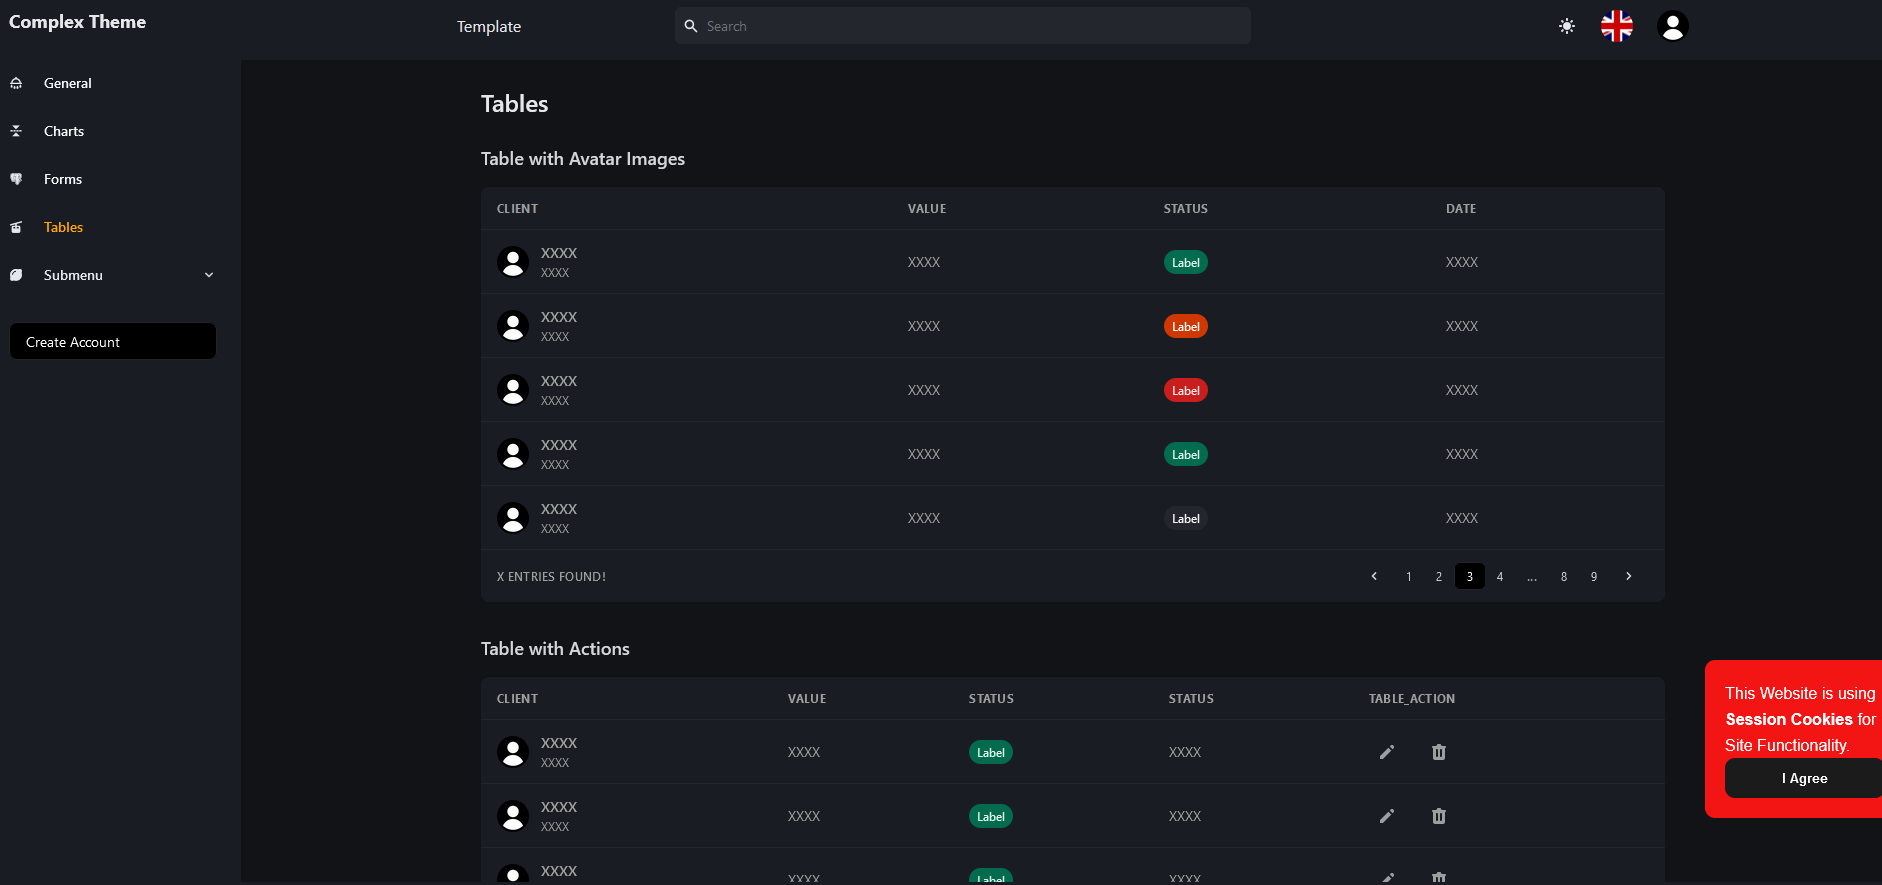 Complex Theme
Template
Search
General
Charts
Forms
Tables
Submenu
Create Account
Tables
Table with Avatar Images
CLIENT VALUE STATUS DATE
XXXX
XXXX
XXXX Label XXXX
XXXX
XXXX
XXXX Label XXXX
XXXX
XXXX
XXXX Label XXXX
XXXX
XXXX
XXXX Label XXXX
XXXX
XXXX
XXXX Label XXXX
X ENTRIES FOUND!
1 2 3 4 ... 8 9
Table with Actions
CLIENT VALUE STATUS STATUS TABLE_ACTION
XXXX
XXXX
XXXX Label XXXX
XXXX
XXXX
XXXX Label XXXX
XXXX
XXXX Label XXXX
This Website is using
Session Cookies for
Site Functionality.
I Agree